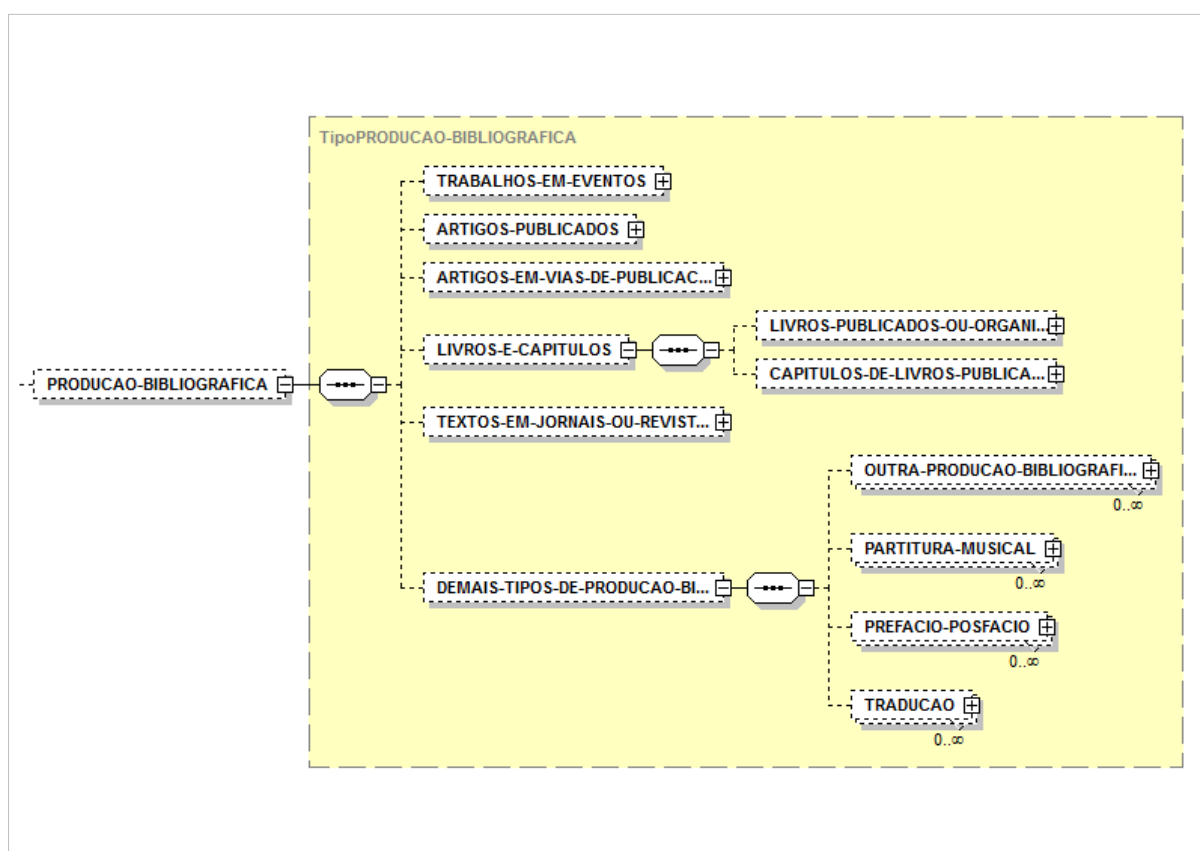 TipoPRODUCAO-BIBLIOGRAFICA
TRABALHOS-EM-EVENTOS
ARTIGOS-PUBLICADOS
ARTIGOS-EM-VIAS-DE-PUBLICAC...
LIVROS-PUBLICADOS-OU-ORGANI...
LIVROS-E-CAPITULOS
CAPITULOS-DE-LIVROS-PUBLICA...
PRODUCAO-BIBLIOGRAFICA
TEXTOS-EM-JORNAIS-OU-REVIST...
OUTRA-PRODUCAO-BIBLIOGRAFI...
0..∞
PARTITURA-MUSICAL
0..∞
DEMAIS-TIPOS-DE-PRODUCAO-BI...
PREFACIO-POSFACIO
0..∞
TRADUCAO
0..∞